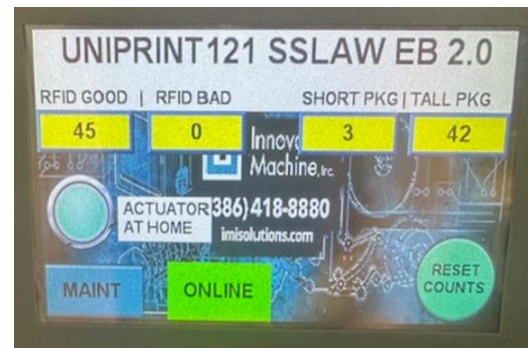 UNIPRINT121 SSLAW EB 2.0
RFID GOOD | RFID BAD SHORT PKG | TALL PKG
45 0 3 42
Machine, Inc.
ACTUATOR AT HOME
386) 418-8880
imisolutions.com
MAINT ONLINE
RESET COUNTS